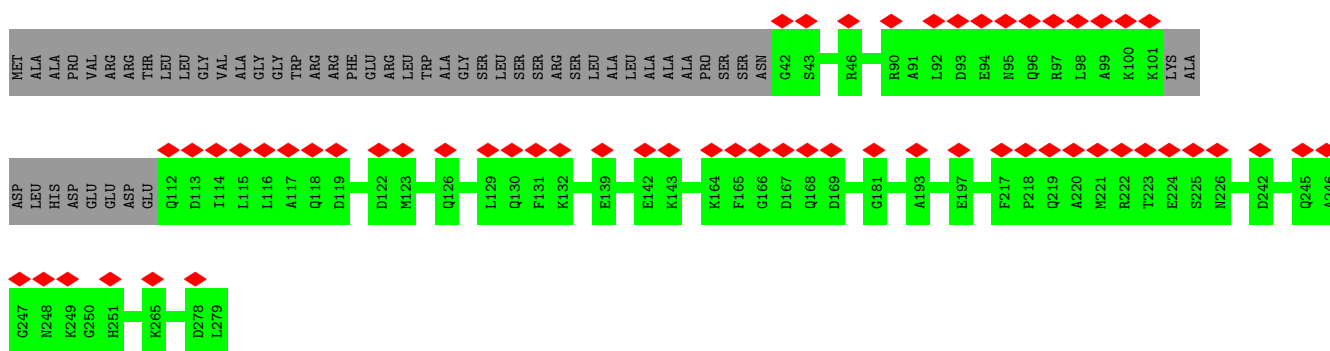 MET ALA ALA PRO VAL ARG ARG THR LEU LEU GLY VAL ALA GLY GLY TRP ARG ARG PHE GLU ARG LEU TRP ALA GLY SER LEU SER SER ARG SER LEU ALA LEU ALA ALA ALA PRO SER SER ASN G42 S43 R46 R90 A91 L92 D93 E94 N95 Q96 R97 L98 A99 K100 K101 LYS ALA
ASP LEU HIS ASP GLU GLU ASP GLU Q112 D113 I114 L115 L116 A117 Q118 D119 D122 M123 Q126 L129 Q130 F131 K132 E139 E142 K143 K164 F165 G166 D167 Q168 D169 G181 A193 E197 F217 P218 Q219 A220 M221 R222 T223 E224 S225 N226 D242 Q245 A246
G247 N248 K249 G250 H251 K265 D278 L279